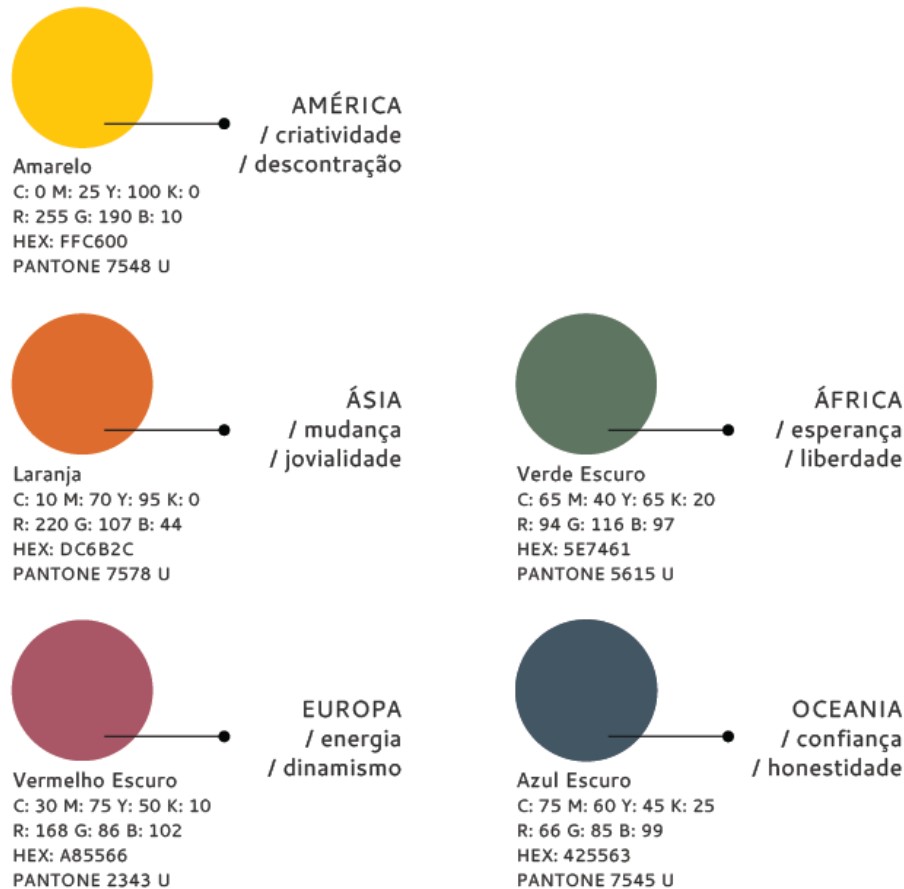 AMÉRICA
/ criatividade
/ descontração
Amarelo
C: 0 M: 25 Y: 100 K: 0
R: 255 G: 190 B: 10
HEX: FFC600
PANTONE 7548 U
ÁSIA
/ mudança
/ jovialidade
Laranja
C: 10 M: 70 Y: 95 K: 0
R: 220 G: 107 B: 44
HEX: DC6B2C
PANTONE 7578 U
ÁFRICA
/ esperança
/ liberdade
Verde Escuro
C: 65 M: 40 Y: 65 K: 20
R: 94 G: 116 B: 97
HEX: 5E7461
PANTONE 5615 U
EUROPA
/ energia
/ dinamismo
Vermelho Escuro
C: 30 M: 75 Y: 50 K: 10
R: 168 G: 86 B: 102
HEX: A85566
PANTONE 2343 U
OCEANIA
/ confiança
/ honestidade
Azul Escuro
C: 75 M: 60 Y: 45 K: 25
R: 66 G: 85 B: 99
HEX: 425563
PANTONE 7545 U